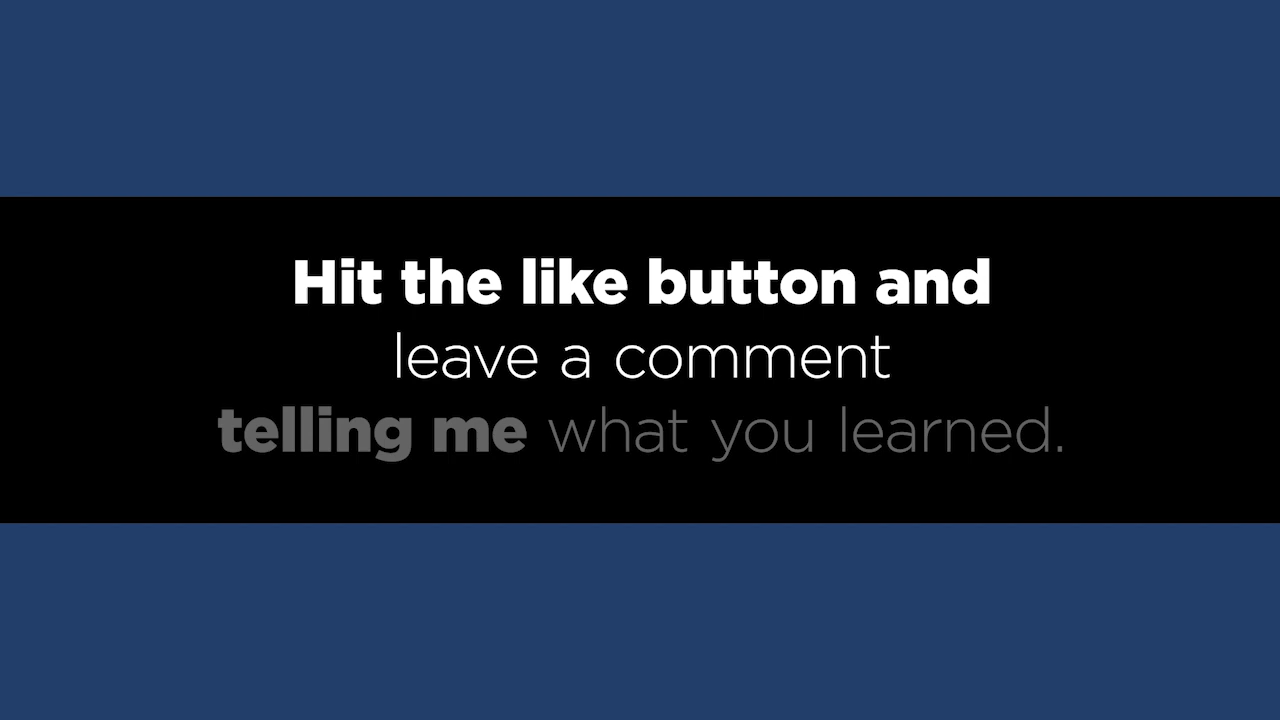 Hit the like button and
leave a comment
telling me what you learned.